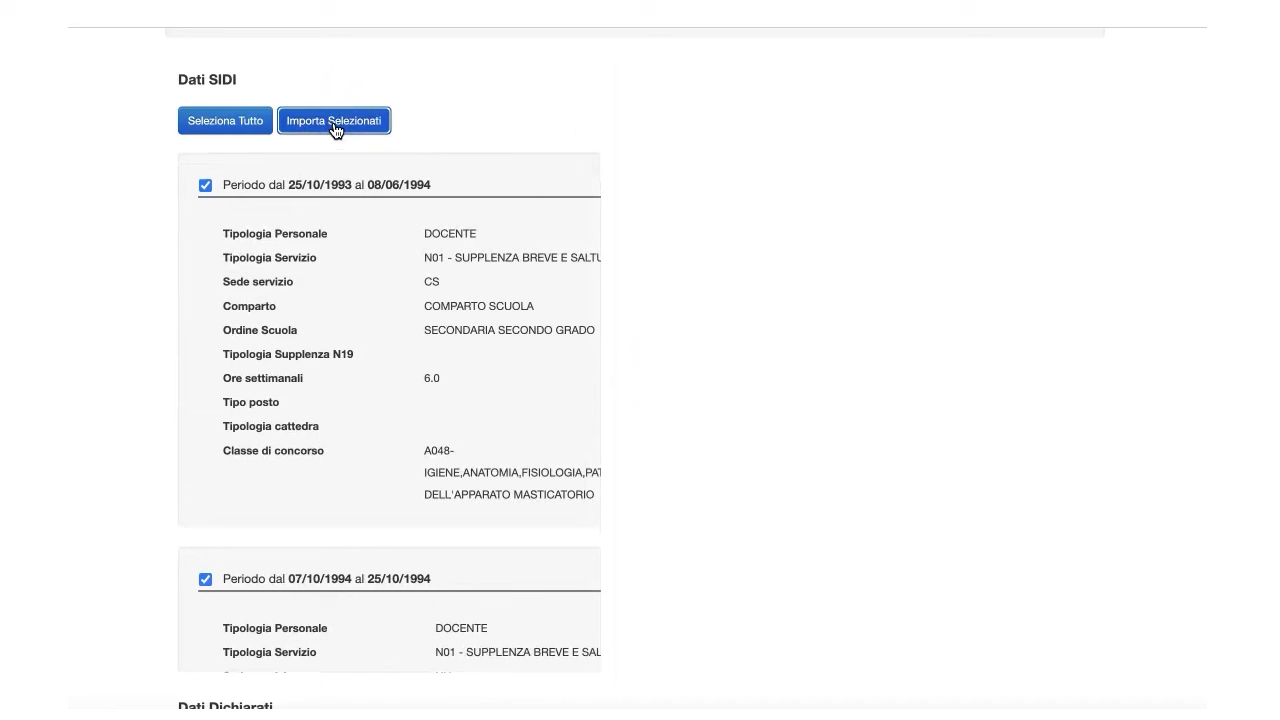 Dati SIDI
Seleziona Tutto
Importa Selezionati
Periodo dal 25/10/1993 al 08/06/1994
Tipologia Personale DOCENTE
Tipologia Servizio N01 - SUPPLENZA BREVE E SALTU
Sede servizio CS
Comparto COMPARTO SCUOLA
Ordine Scuola SECONDARIA SECONDO GRADO
Tipologia Supplenza N19
Ore settimanali 6.0
Tipo posto
Tipologia cattedra
Classe di concorso A048-
IGIENE,ANATOMIA,FISIOLOGIA,PAT
DELL'APPARATO MASTICATORIO
Periodo dal 07/10/1994 al 25/10/1994
Tipologia Personale DOCENTE
Tipologia Servizio N01 - SUPPLENZA BREVE E SAL
Dati Dichiarati